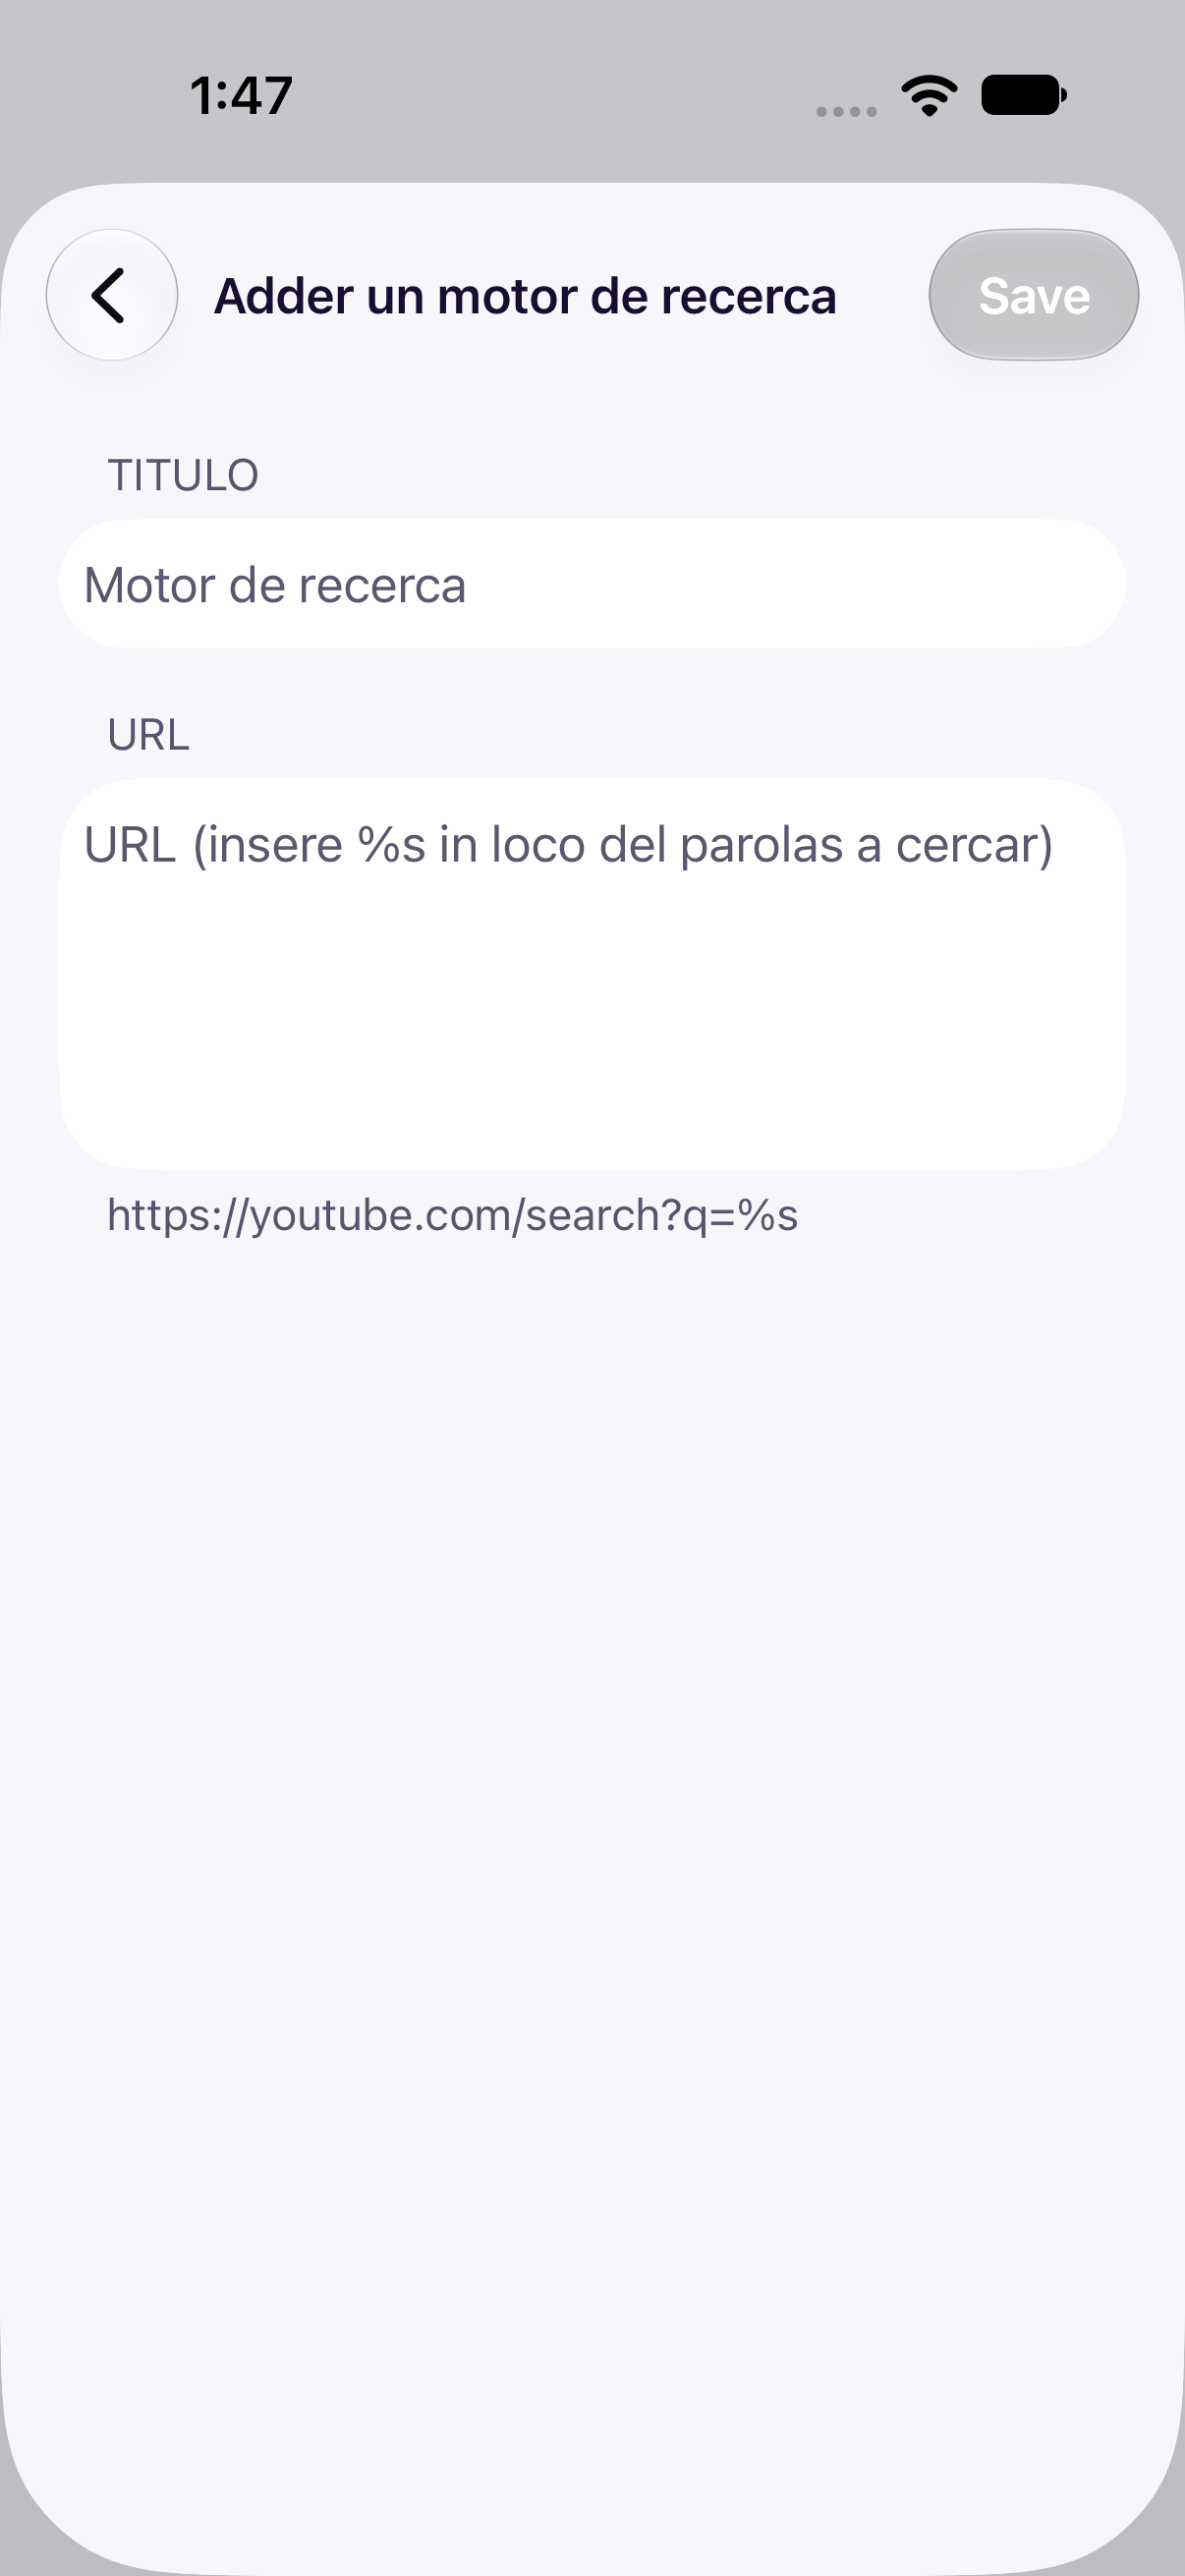 1:47
Adder un motor de recerca
Save
TITULO
Motor de recerca
URL
URL (insere %s in loco del parolas a cercar)
https://youtube.com/search?q=%s